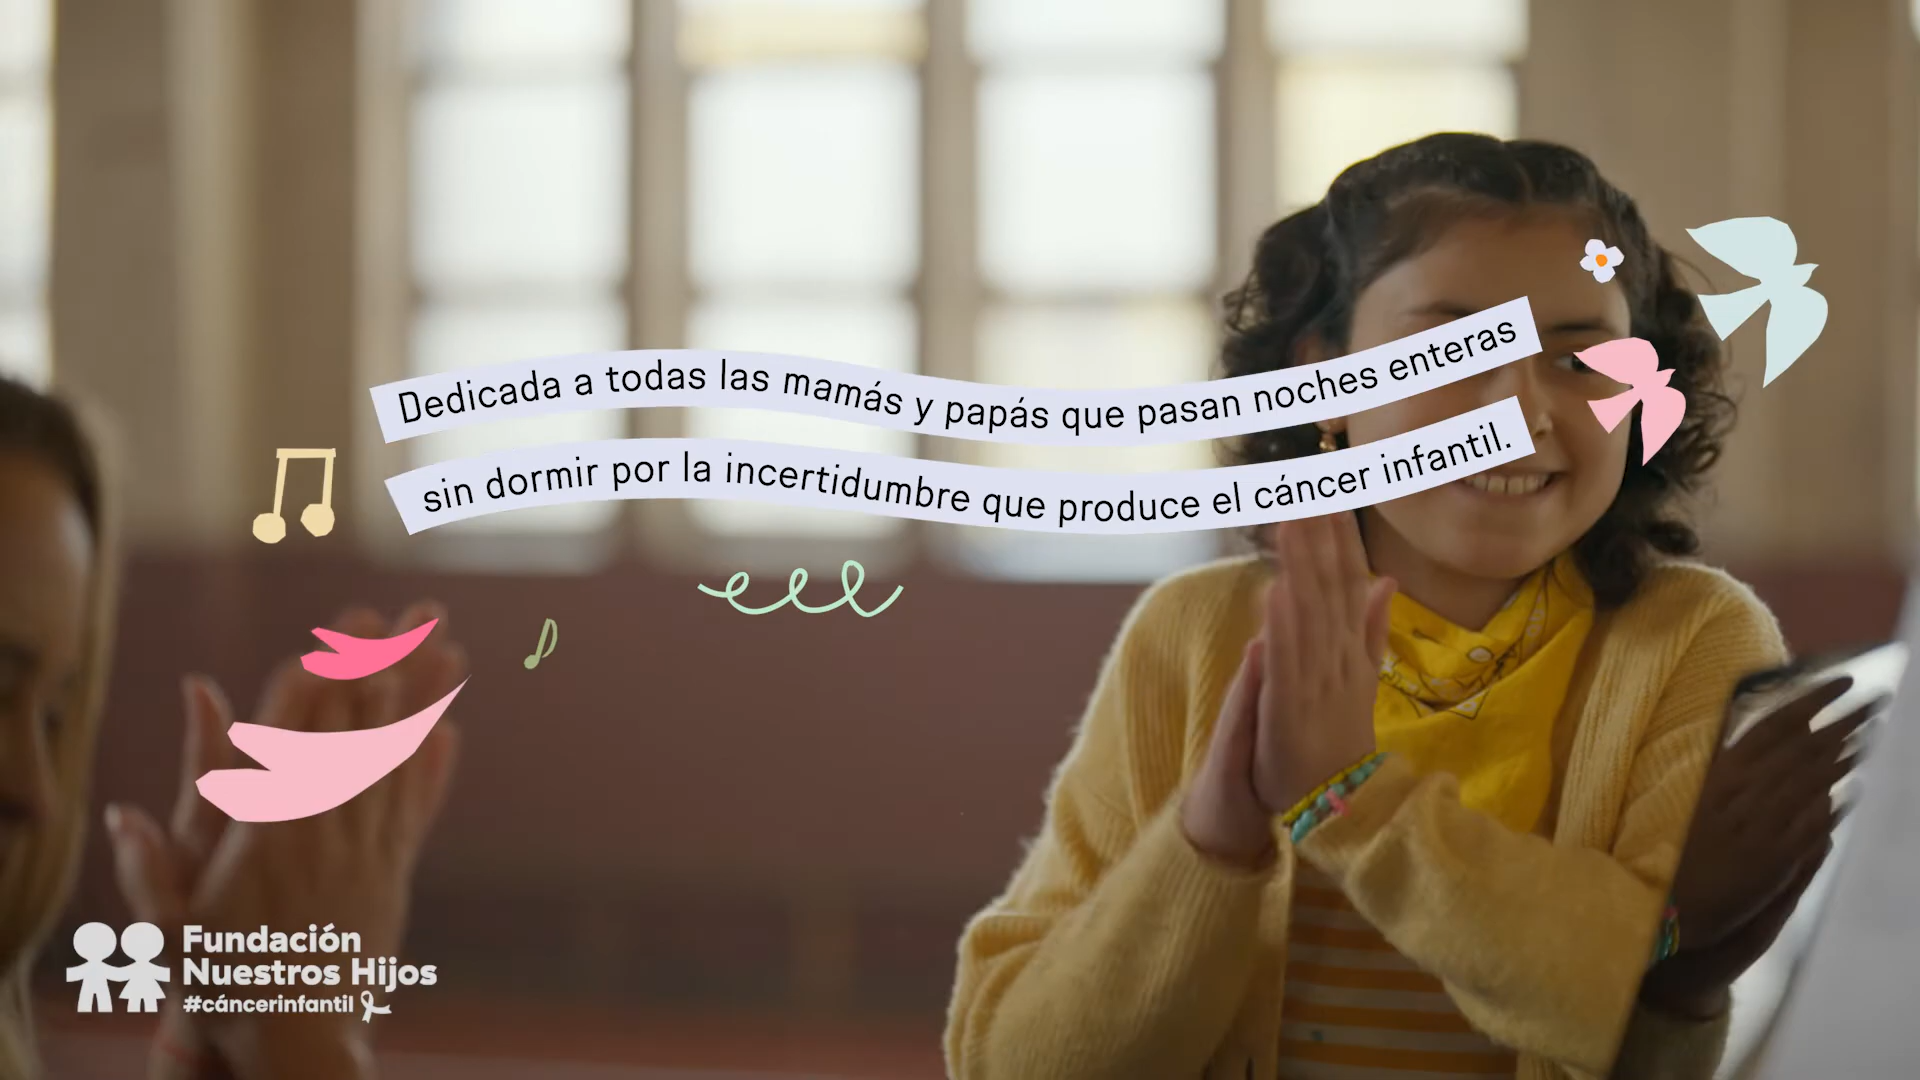 Dedicada a todas las mamás y papás que pasan noches enteras
sin dormir por la incertidumbre que produce el cáncer infantil.
Fundación
Nuestros Hijos
#cáncerinfantil